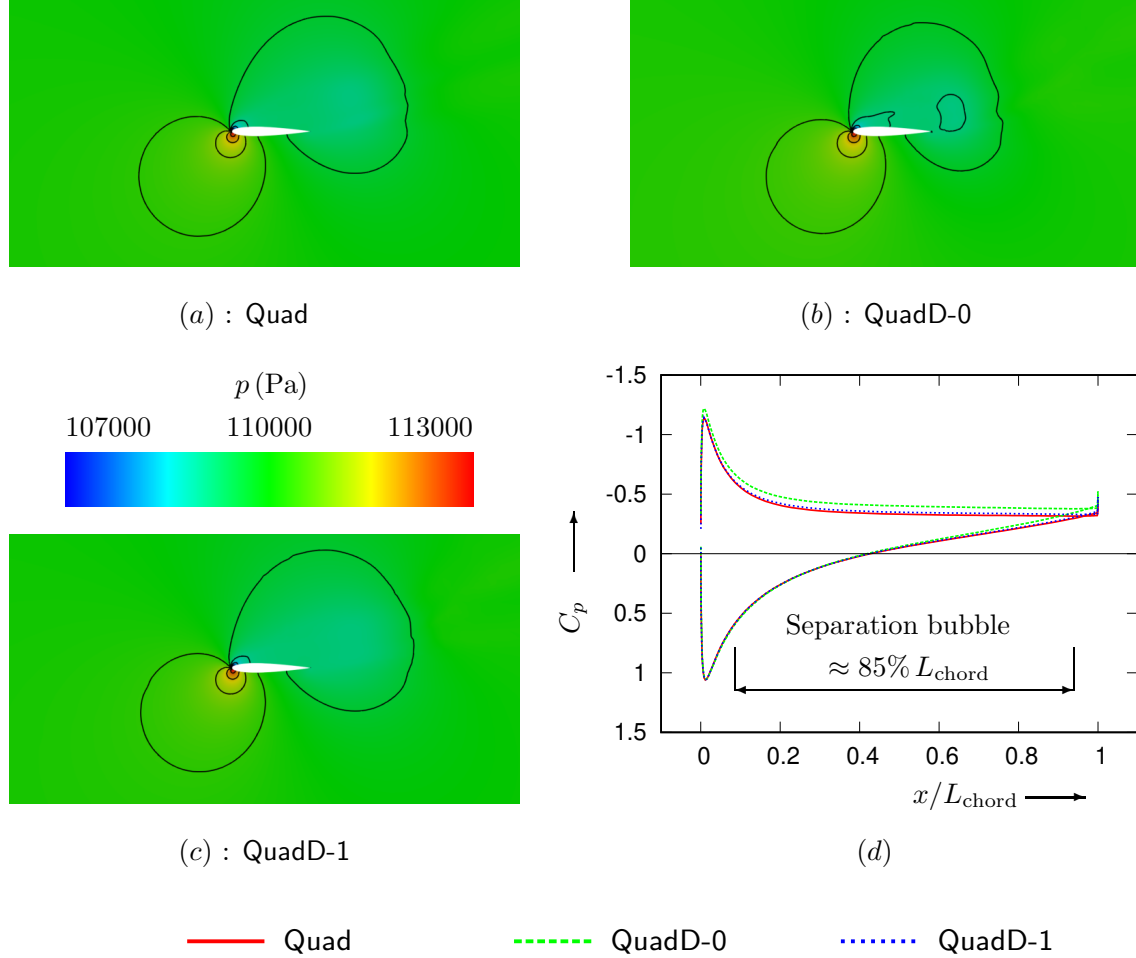 (a) : Quad
(b) : QuadD-0
p (Pa)
107000 110000 113000
(c) : QuadD-1
-1.5
-1
-0.5
0
0.5
1
1.5
C_p
Separation bubble
≈ 85% L_chord
0 0.2 0.4 0.6 0.8 1
x/L_chord
(d)
Quad QuadD-0 QuadD-1